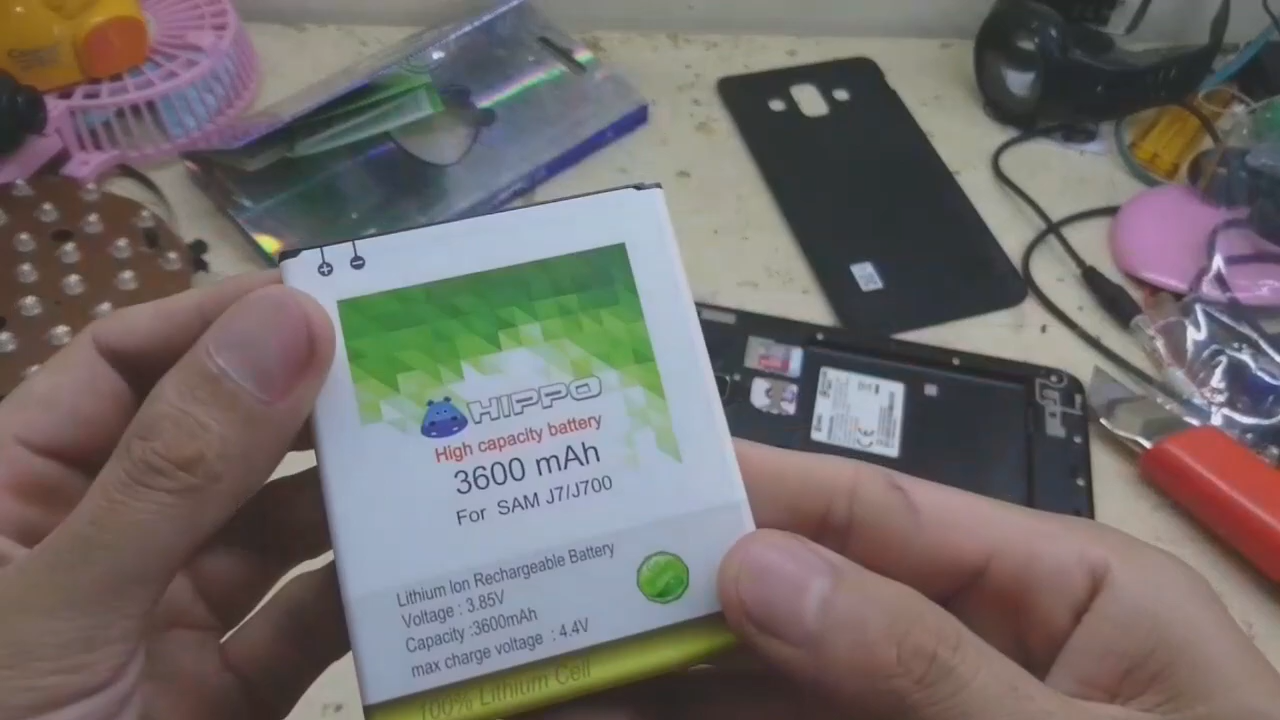 HIPPO
High capacity battery
3600 mAh
For SAM J7/J700
Lithium Ion Rechargeable Battery
Voltage : 3.85V
Capacity :3600mAh
max charge voltage : 4.4V
100% Lithium Cell